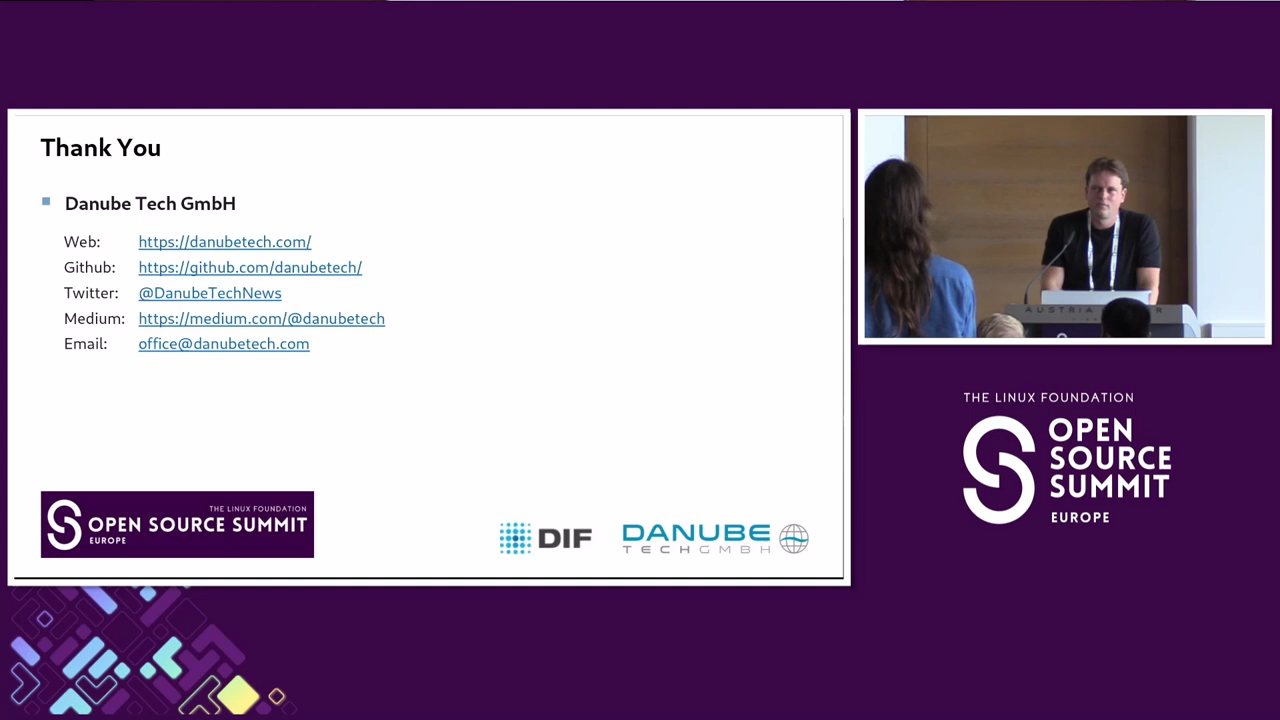 Thank You
Danube Tech GmbH
Web: https://danubetech.com/
Github: https://github.com/danubetech/
Twitter: @DanubeTechNews
Medium: https://medium.com/@danubetech
Email: office@danubetech.com
THE LINUX FOUNDATION
OPEN SOURCE SUMMIT
EUROPE
DIF
DANUBE
TECH GMBH
AUSTRIA
THE LINUX FOUNDATION
OPEN
SOURCE
SUMMIT
EUROPE